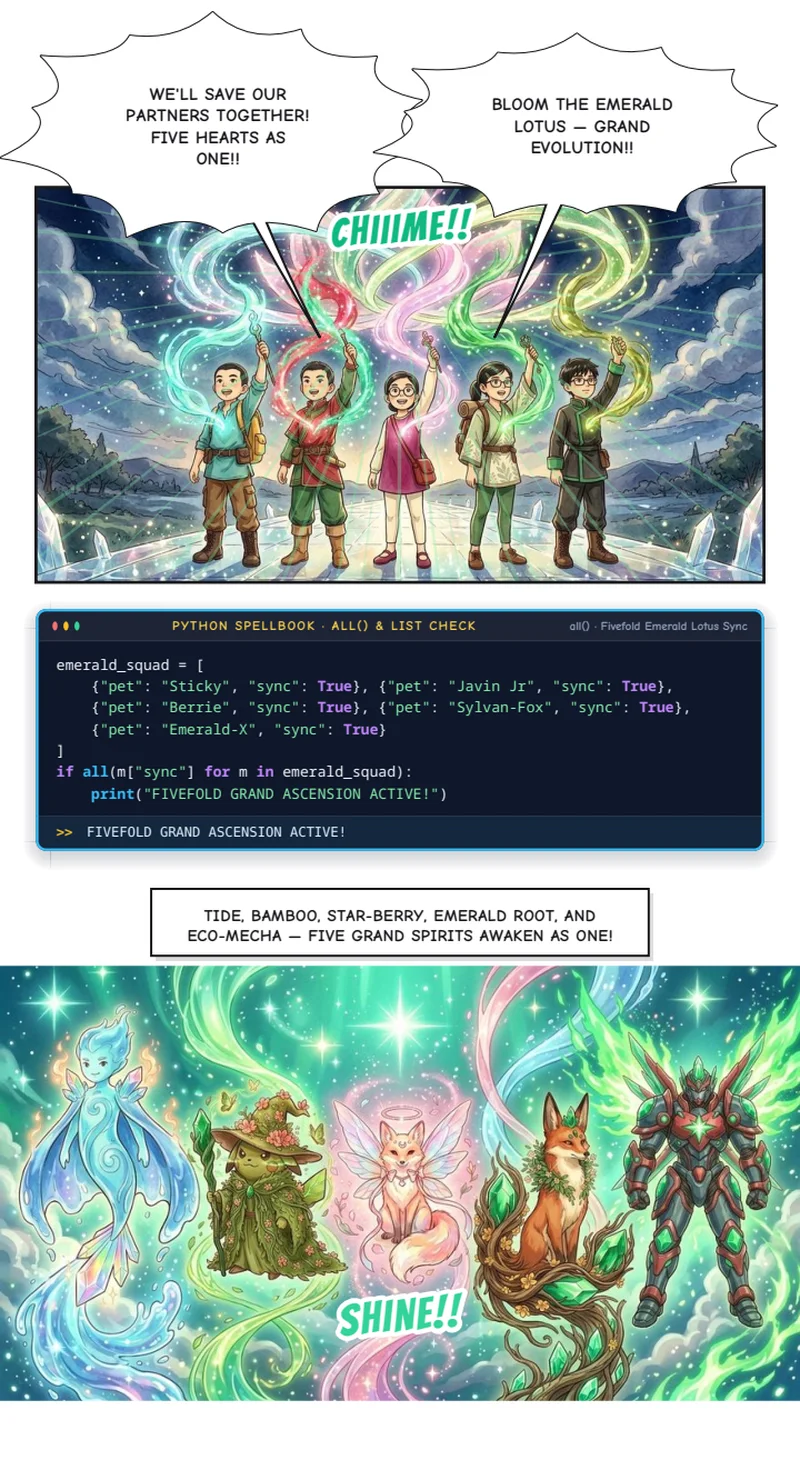 WE'LL SAVE OUR
PARTNERS TOGETHER!
FIVE HEARTS AS
ONE!!
BLOOM THE EMERALD
LOTUS — GRAND
EVOLUTION!!
CHIIIME!!
PYTHON SPELLBOOK · ALL() & LIST CHECK
all() · Fivefold Emerald Lotus Sync
emerald_squad = [
    {"pet": "Sticky", "sync": True}, {"pet": "Javin Jr", "sync": True},
    {"pet": "Berrie", "sync": True}, {"pet": "Sylvan-Fox", "sync": True},
    {"pet": "Emerald-X", "sync": True}
]
if all(m["sync"] for m in emerald_squad):
    print("FIVEFOLD GRAND ASCENSION ACTIVE!")
>> FIVEFOLD GRAND ASCENSION ACTIVE!
TIDE, BAMBOO, STAR-BERRY, EMERALD ROOT, AND
ECO-MECHA — FIVE GRAND SPIRITS AWAKEN AS ONE!
SHINE!!